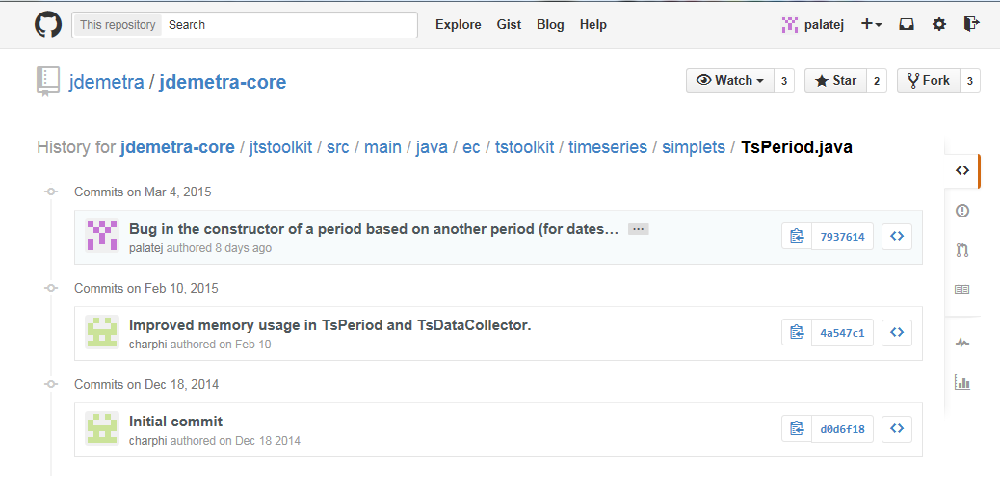 This repository Search Explore Gist Blog Help palatej
jdemetra / jdemetra-core Watch 3 Star 2 Fork 3
History for jdemetra-core / jtstoolkit / src / main / java / ec / tstoolkit / timeseries / simplets / TsPeriod.java
Commits on Mar 4, 2015
Bug in the constructor of a period based on another period (for dates… …
palatej authored 8 days ago
7937614
Commits on Feb 10, 2015
Improved memory usage in TsPeriod and TsDataCollector.
charphi authored on Feb 10
4a547c1
Commits on Dec 18, 2014
Initial commit
charphi authored on Dec 18 2014
d0d6f18